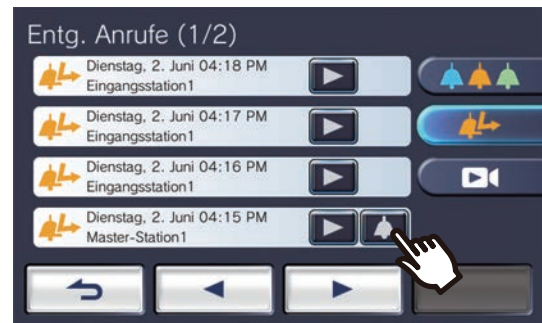 Entg. Anrufe (1/2)
Dienstag, 2. Juni 04:18 PM
Eingangsstation1
Dienstag, 2. Juni 04:17 PM
Eingangsstation1
Dienstag, 2. Juni 04:16 PM
Eingangsstation1
Dienstag, 2. Juni 04:15 PM
Master-Station1